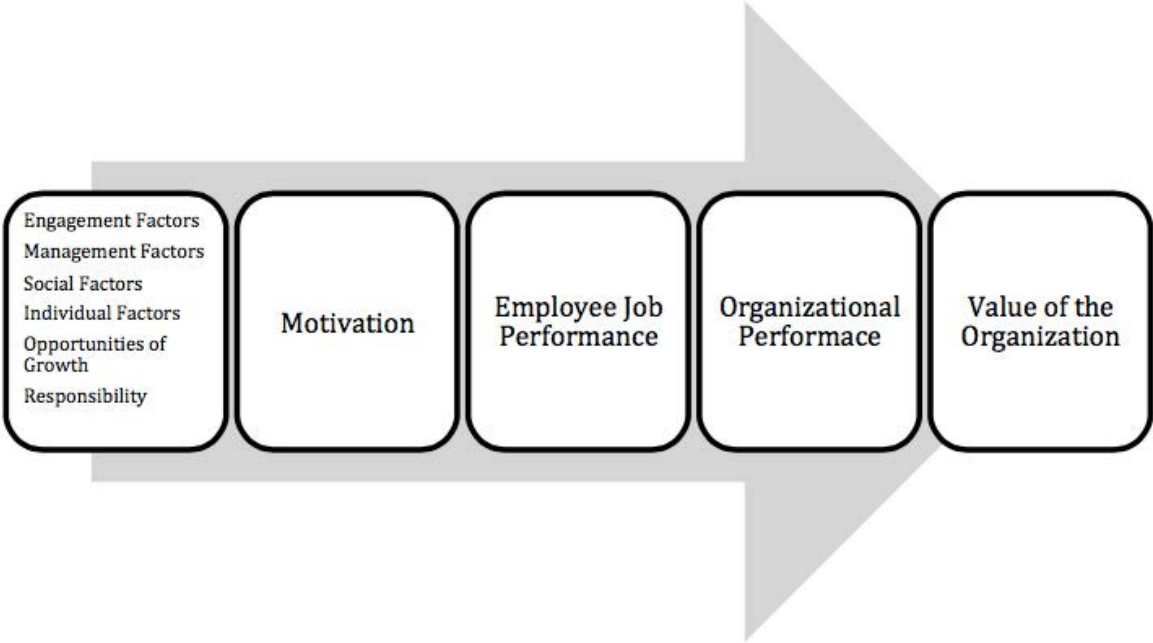 Engagement Factors
Management Factors
Social Factors
Individual Factors
Opportunities of
Growth
Responsibility
Motivation
Employee Job
Performance
Organizational
Performace
Value of the
Organization